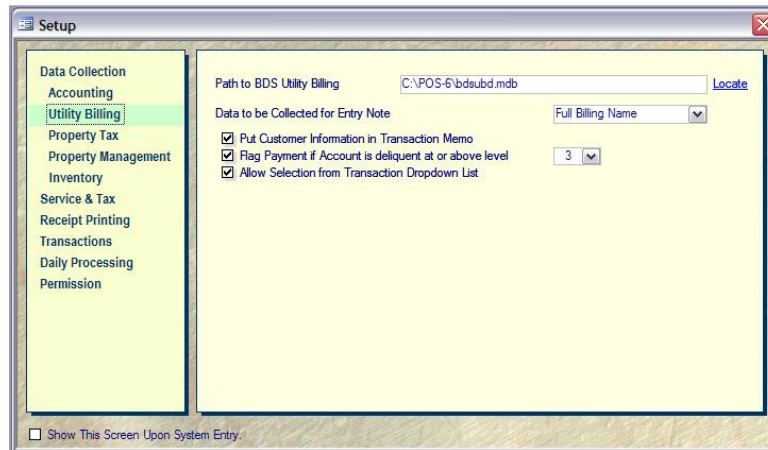 Setup
Data Collection
Accounting
Utility Billing
Property Tax
Property Management
Inventory
Service & Tax
Receipt Printing
Transactions
Daily Processing
Permission
Path to BDS Utility Billing C:\POS-6\bdsubd.mdb Locate
Data to be Collected for Entry Note Full Billing Name
Put Customer Information in Transaction Memo
Flag Payment if Account is deliquent at or above level 3
Allow Selection from Transaction Dropdown List
Show This Screen Upon System Entry.